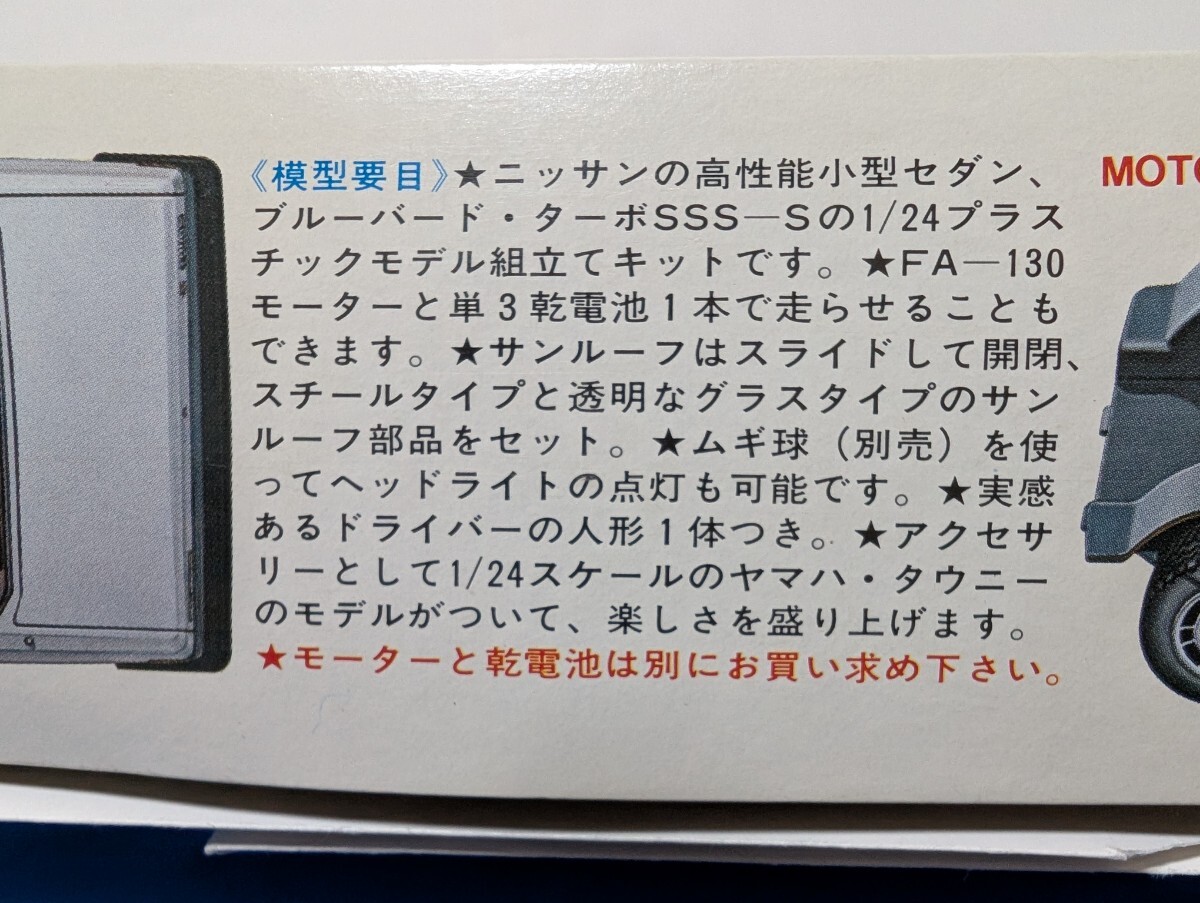 《模型要目》★ニッサンの高性能小型セダン、
ブルーバード・ターボSSS—Sの1/24プラス
チックモデル組立てキットです。★FA—130
モーターと単3乾電池1本で走らせることも
できます。★サンルーフはスライドして開閉、
スチールタイプと透明なグラスタイプのサン
ルーフ部品をセット。★ムギ球（別売）を使
ってヘッドライトの点灯も可能です。★実感
あるドライバーの人形1体つき。★アクセサ
リーとして1/24スケールのヤマハ・タウニー
のモデルがついて、楽しさを盛り上げます。
★モーターと乾電池は別にお買い求め下さい。
MOTO